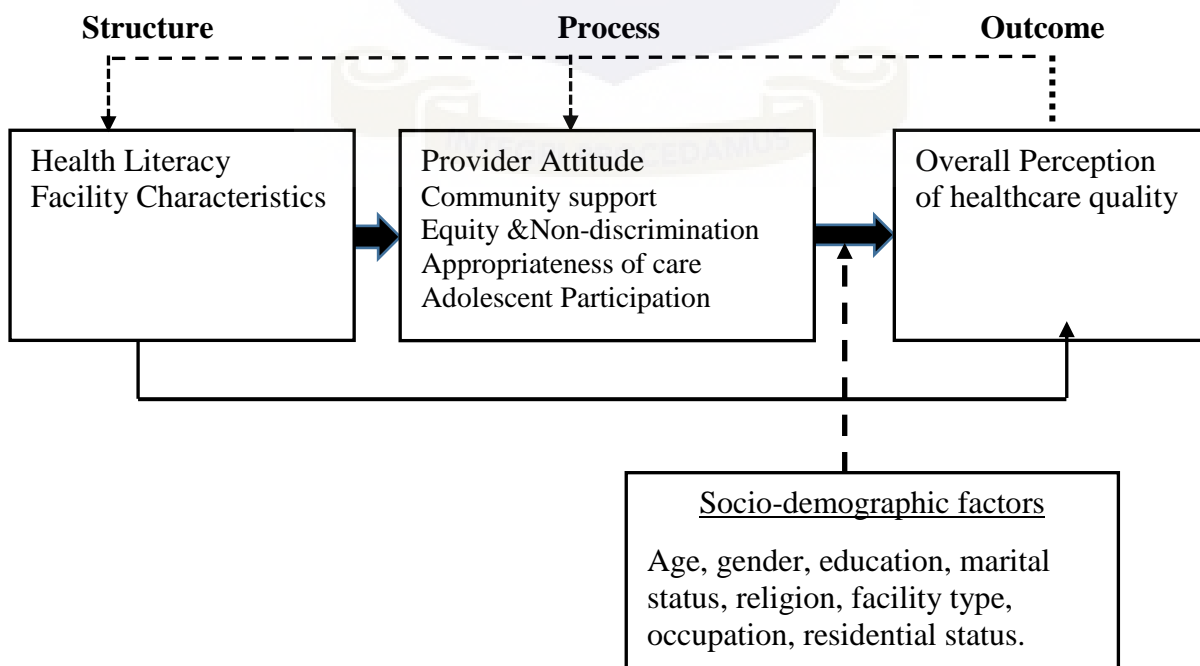 Structure Process Outcome
Health Literacy
Facility Characteristics
Provider Attitude
Community support
Equity &Non-discrimination
Appropriateness of care
Adolescent Participation
Overall Perception
of healthcare quality
INTEGRI PROCEDAMUS
Socio-demographic factors
Age, gender, education, marital
status, religion, facility type,
occupation, residential status.